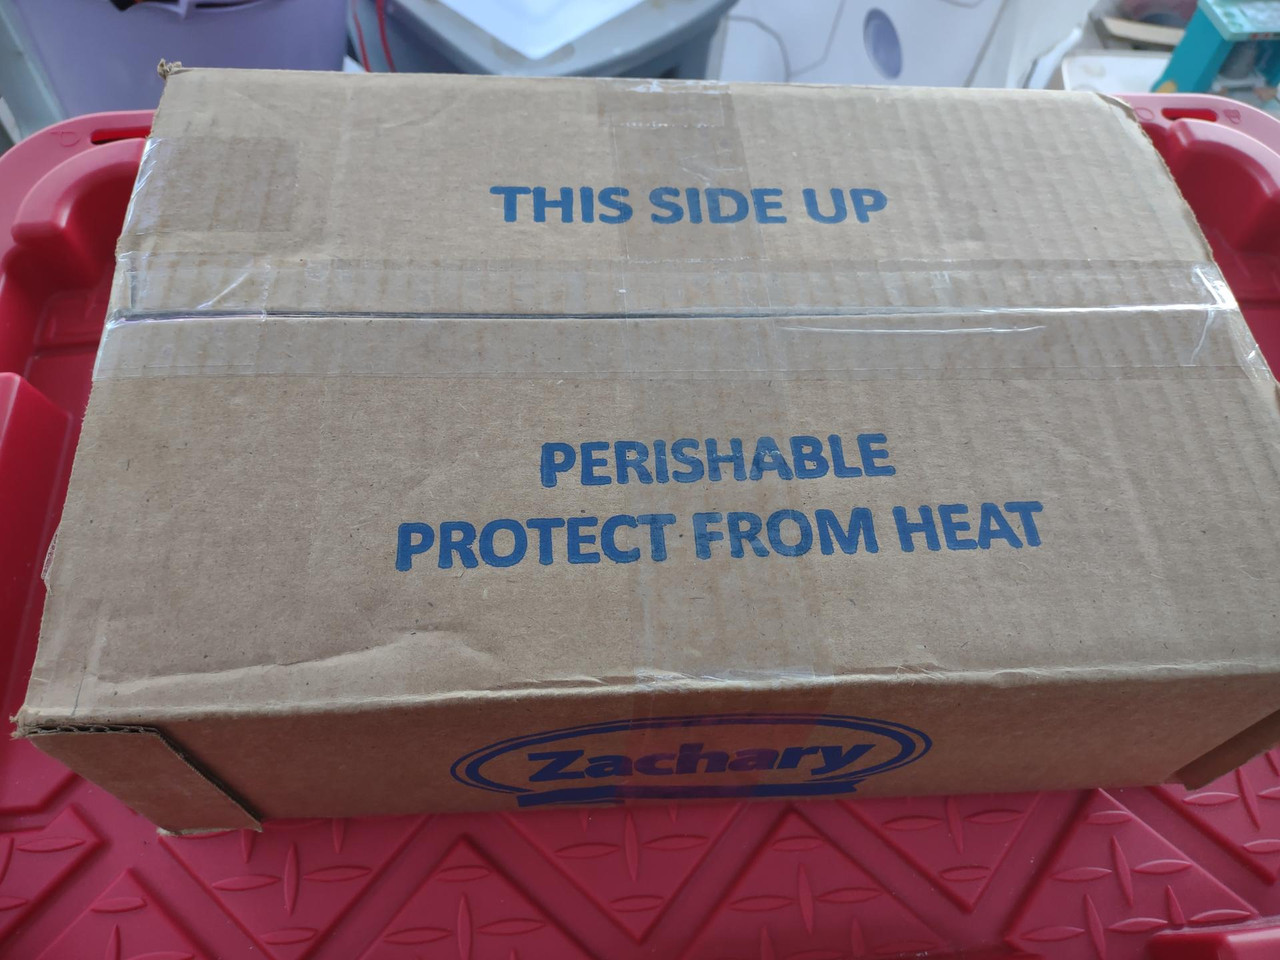 THIS SIDE UP
PERISHABLE
PROTECT FROM HEAT
Zachary